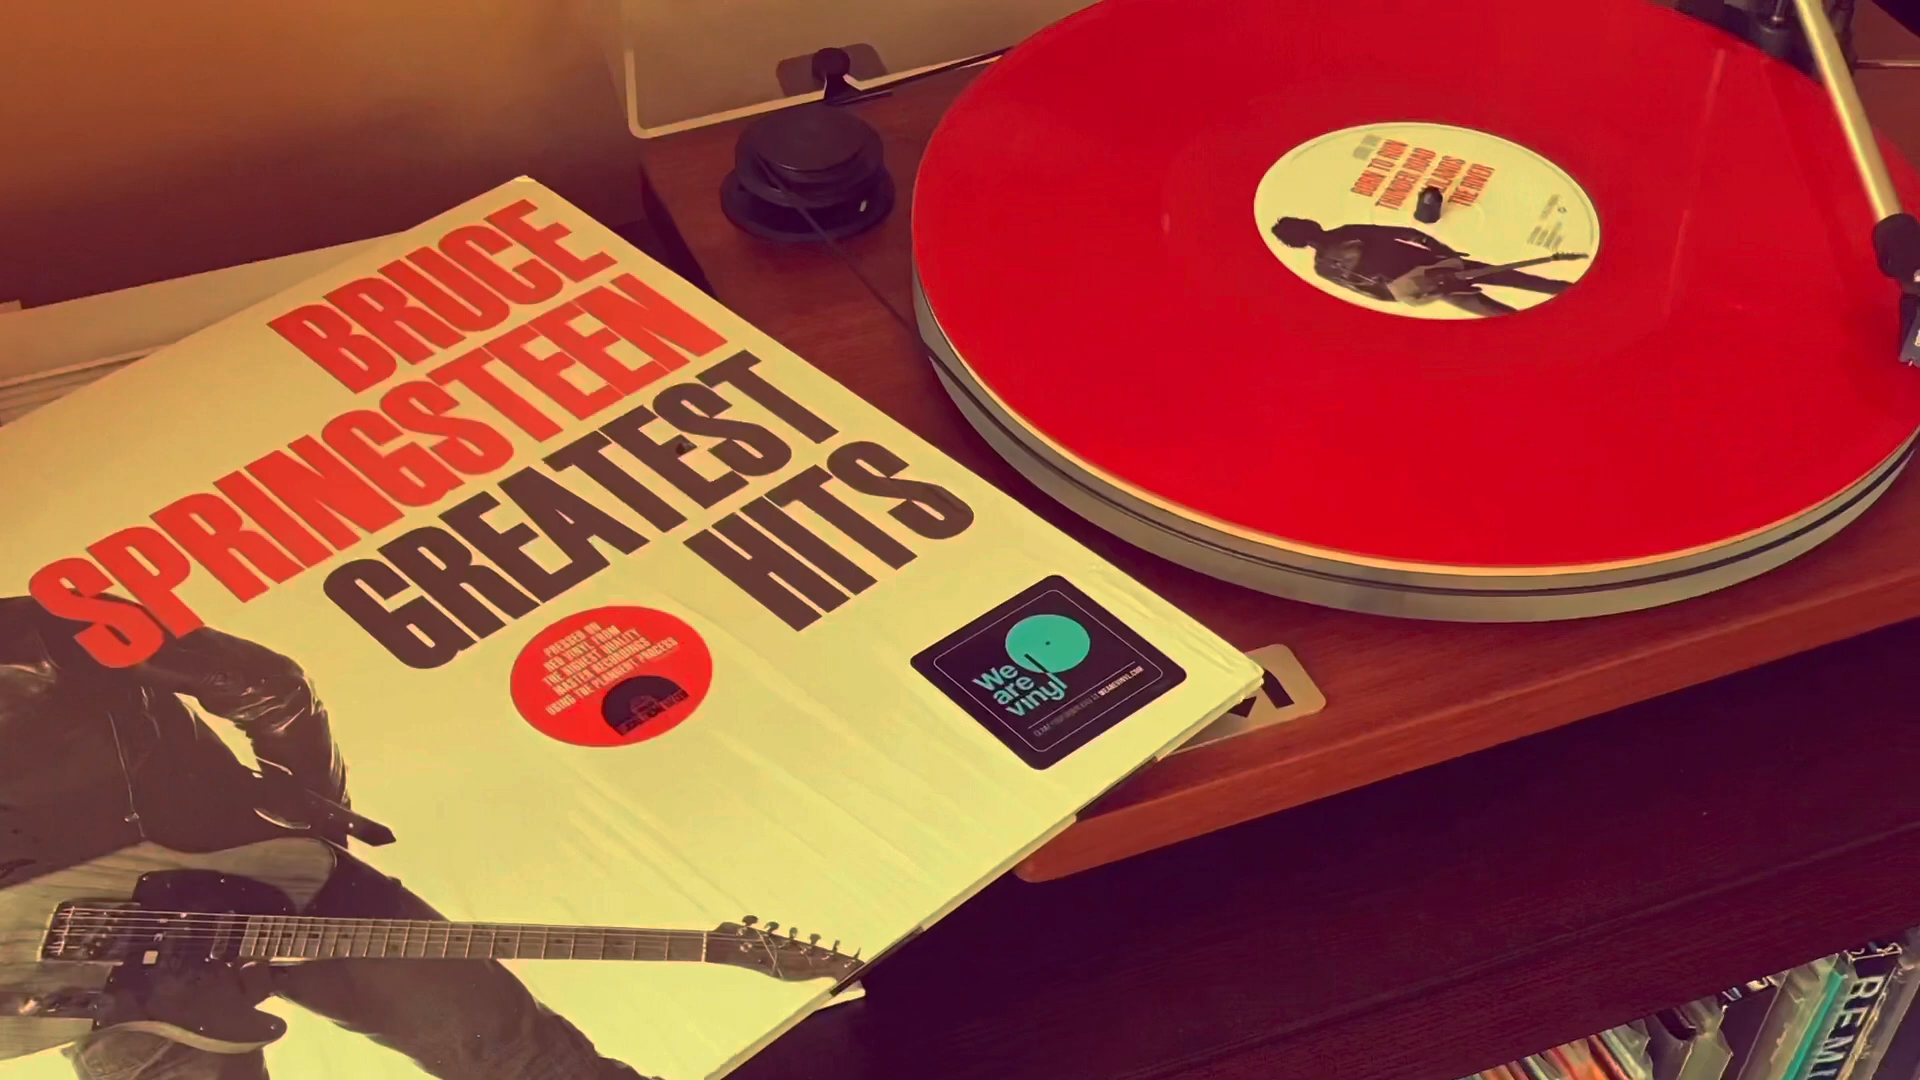 BRUCE
SPRINGSTEEN
GREATEST
HITS
PRESSED ON
RED VINYL FROM
THE HIGHEST QUALITY
MASTER RECORDINGS
USING THE PLANGENT PROCESS
We
are
vinyl
BORN TO RUN
THUNDER ROAD
THE RIVER